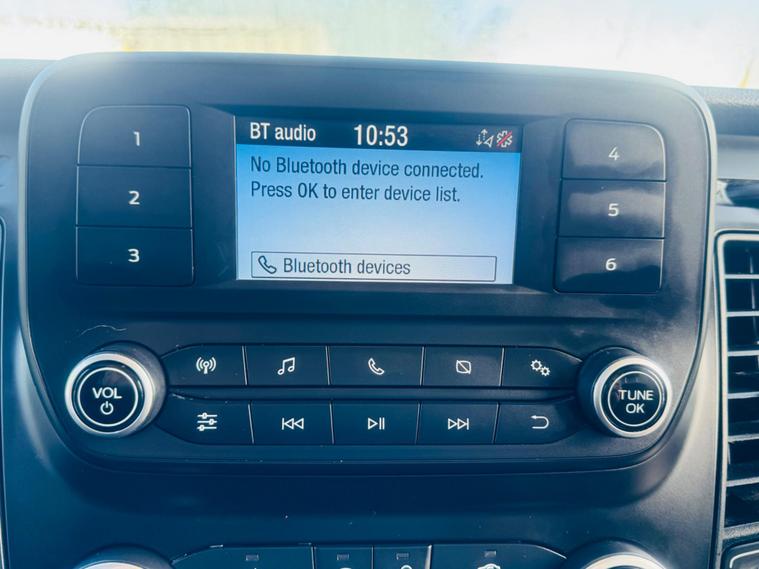 BT audio 10:53
No Bluetooth device connected.
Press OK to enter device list.
Bluetooth devices
1
2
3
4
5
6
VOL
TUNE
OK